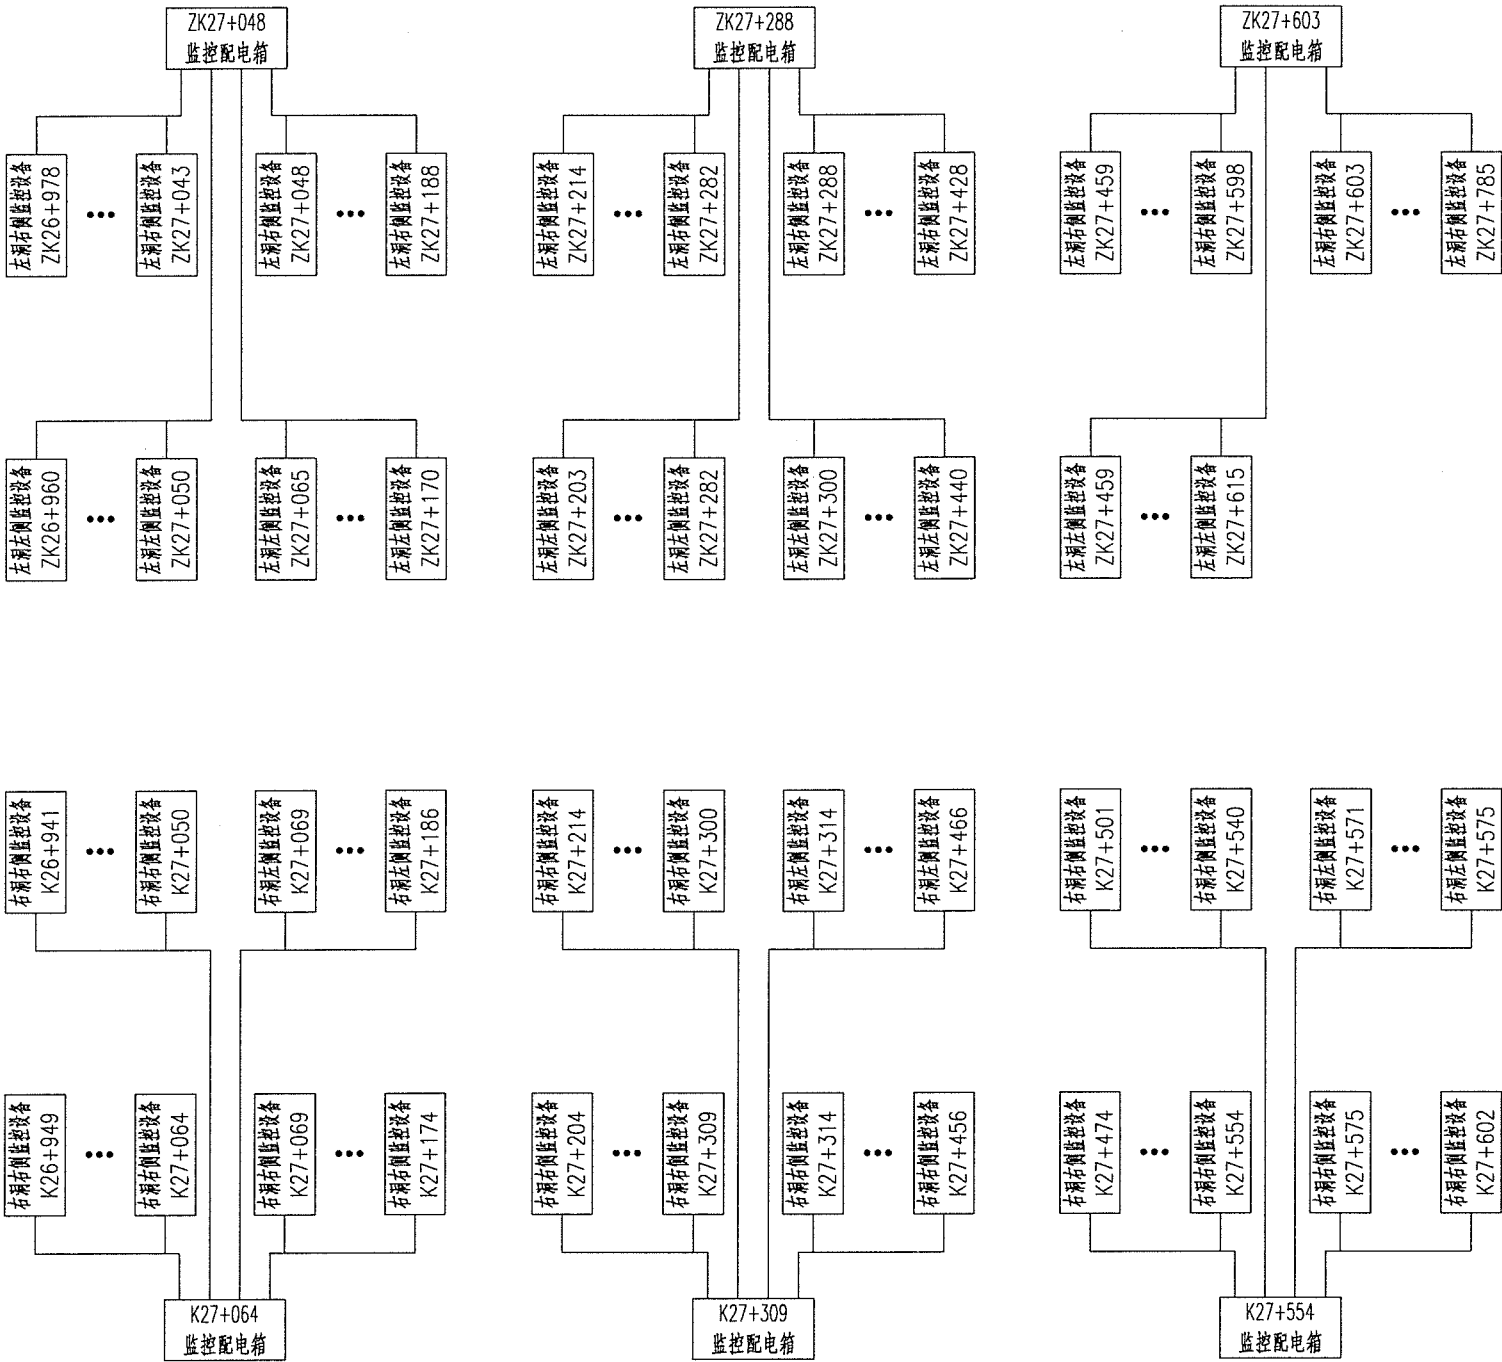 ZK27+048
监控配电箱
ZK27+288
监控配电箱
ZK27+603
监控配电箱
左洞右侧监控设备
ZK26+978
左洞右侧监控设备
ZK27+043
左洞右侧监控设备
ZK27+048
左洞右侧监控设备
ZK27+188
左洞右侧监控设备
ZK27+214
左洞右侧监控设备
ZK27+282
左洞右侧监控设备
ZK27+288
左洞右侧监控设备
ZK27+428
左洞右侧监控设备
ZK27+459
左洞右侧监控设备
ZK27+598
左洞右侧监控设备
ZK27+603
左洞右侧监控设备
ZK27+785
左洞左侧监控设备
ZK26+960
左洞左侧监控设备
ZK27+050
左洞左侧监控设备
ZK27+065
左洞左侧监控设备
ZK27+170
左洞左侧监控设备
ZK27+203
左洞左侧监控设备
ZK27+282
左洞左侧监控设备
ZK27+300
左洞左侧监控设备
ZK27+440
左洞左侧监控设备
ZK27+459
左洞左侧监控设备
ZK27+615
右洞右侧监控设备
K26+941
右洞右侧监控设备
K27+050
右洞左侧监控设备
K27+069
右洞左侧监控设备
K27+186
右洞右侧监控设备
K27+214
右洞右侧监控设备
K27+300
右洞左侧监控设备
K27+314
右洞左侧监控设备
K27+466
右洞右侧监控设备
K27+501
右洞右侧监控设备
K27+540
右洞左侧监控设备
K27+571
右洞左侧监控设备
K27+575
右洞右侧监控设备
K26+949
右洞右侧监控设备
K27+064
右洞右侧监控设备
K27+069
右洞右侧监控设备
K27+174
右洞右侧监控设备
K27+204
右洞右侧监控设备
K27+309
右洞右侧监控设备
K27+314
右洞右侧监控设备
K27+456
右洞右侧监控设备
K27+474
右洞右侧监控设备
K27+554
右洞右侧监控设备
K27+575
右洞右侧监控设备
K27+602
K27+064
监控配电箱
K27+309
监控配电箱
K27+554
监控配电箱